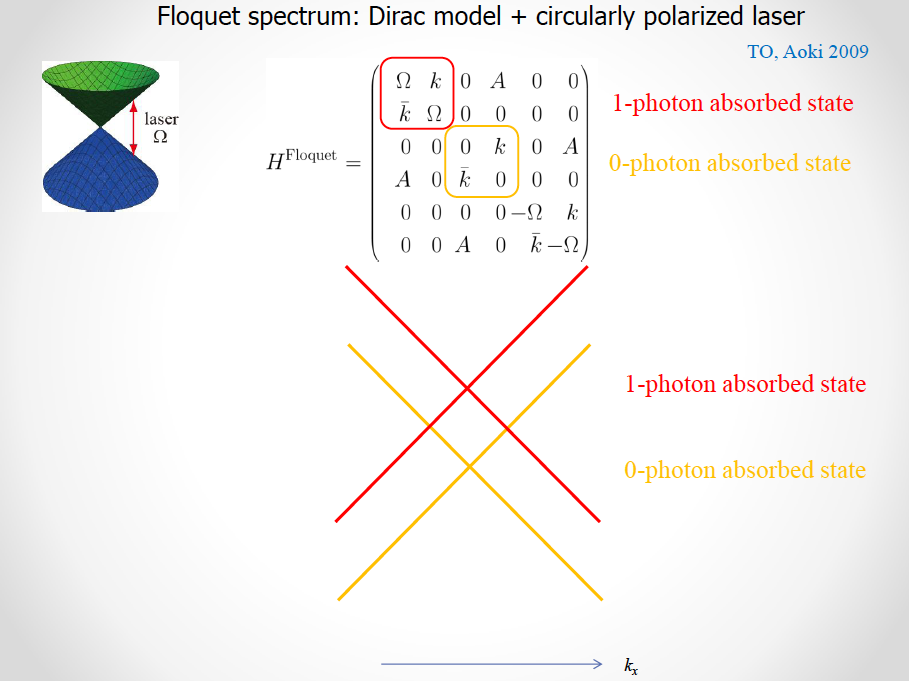 Floquet spectrum: Dirac model + circularly polarized laser
TO, Aoki 2009
laser
Ω
H^Floquet =
Ω k 0 A 0 0
k̄ Ω 0 0 0 0
0 0 0 k 0 A
A 0 k̄ 0 0 0
0 0 0 0 −Ω k
0 0 A 0 k̄ −Ω
1-photon absorbed state
0-photon absorbed state
1-photon absorbed state
0-photon absorbed state
kₓ